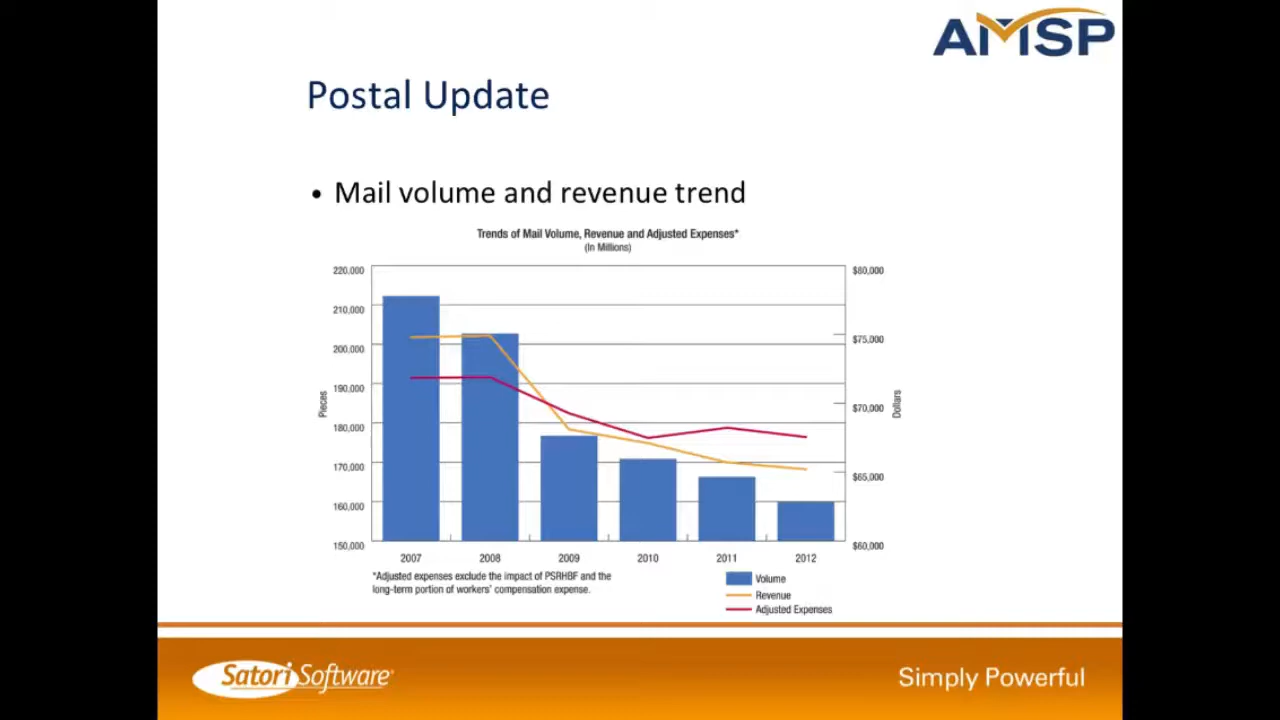 AMSP
Postal Update
• Mail volume and revenue trend
Trends of Mail Volume, Revenue and Adjusted Expenses*
(In Millions)
220,000
210,000
200,000
190,000
180,000
170,000
160,000
150,000
Pieces
$80,000
$75,000
$70,000
$65,000
$60,000
Dollars
2007 2008 2009 2010 2011 2012
*Adjusted expenses exclude the impact of PSRHBF and the
long-term portion of workers' compensation expense.
Volume
Revenue
Adjusted Expenses
Satori Software®
Simply Powerful